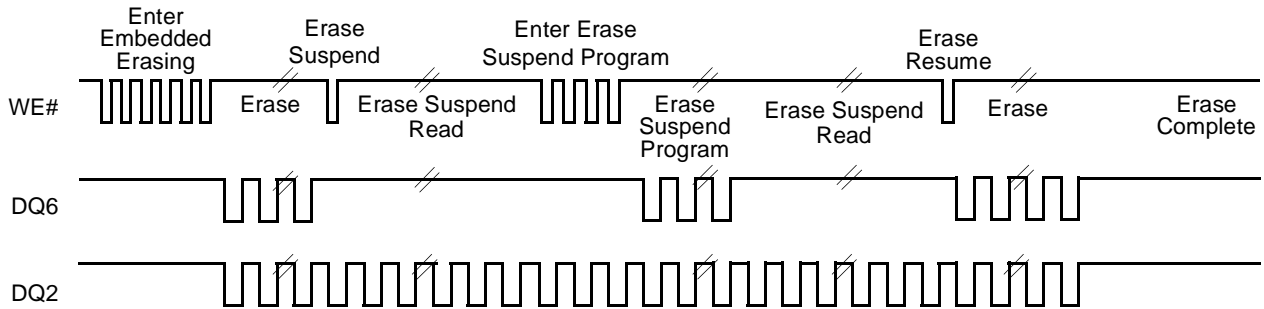 Enter
Embedded
Erasing
Erase
Suspend
Enter Erase
Suspend Program
Erase
Resume
WE#
Erase
Erase Suspend
Read
Erase
Suspend
Program
Erase Suspend
Read
Erase
Erase
Complete
DQ6
DQ2